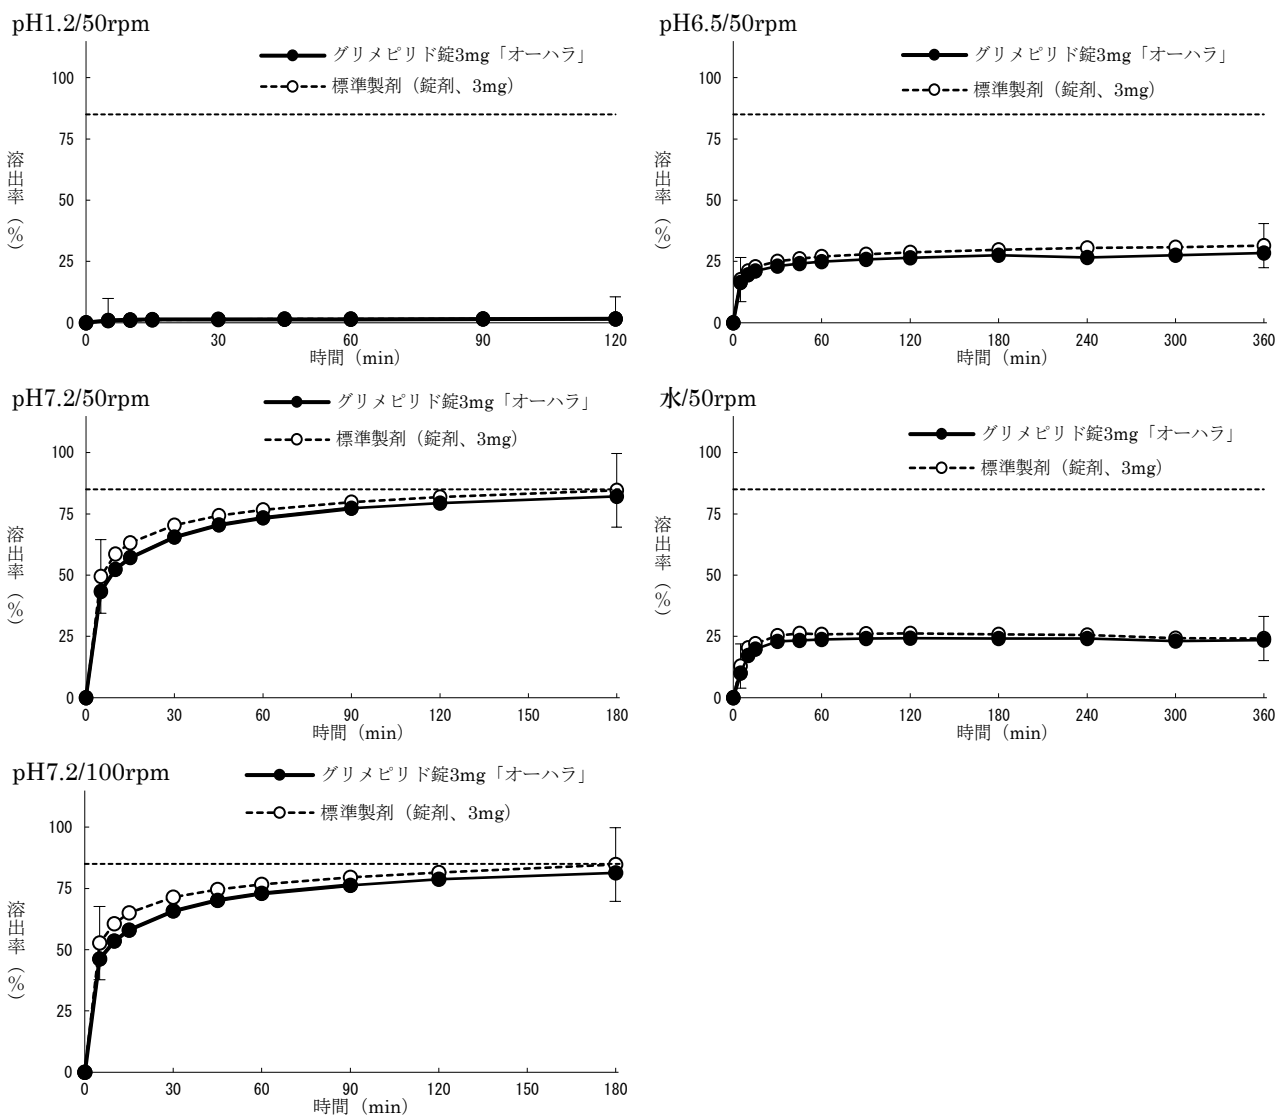 pH1.2/50rpm
グリメピリド錠3mg「オーハラ」
標準製剤（錠剤、3mg）
100
75
50
25
0
溶出率（%）
0 30 60 90 120
時間（min）
pH6.5/50rpm
グリメピリド錠3mg「オーハラ」
標準製剤（錠剤、3mg）
100
75
50
25
0
溶出率（%）
0 60 120 180 240 300 360
時間（min）
pH7.2/50rpm
グリメピリド錠3mg「オーハラ」
標準製剤（錠剤、3mg）
100
75
50
25
0
溶出率（%）
0 30 60 90 120 150 180
時間（min）
水/50rpm
グリメピリド錠3mg「オーハラ」
標準製剤（錠剤、3mg）
100
75
50
25
0
溶出率（%）
0 60 120 180 240 300 360
時間（min）
pH7.2/100rpm
グリメピリド錠3mg「オーハラ」
標準製剤（錠剤、3mg）
100
75
50
25
0
溶出率（%）
0 30 60 90 120 150 180
時間（min）